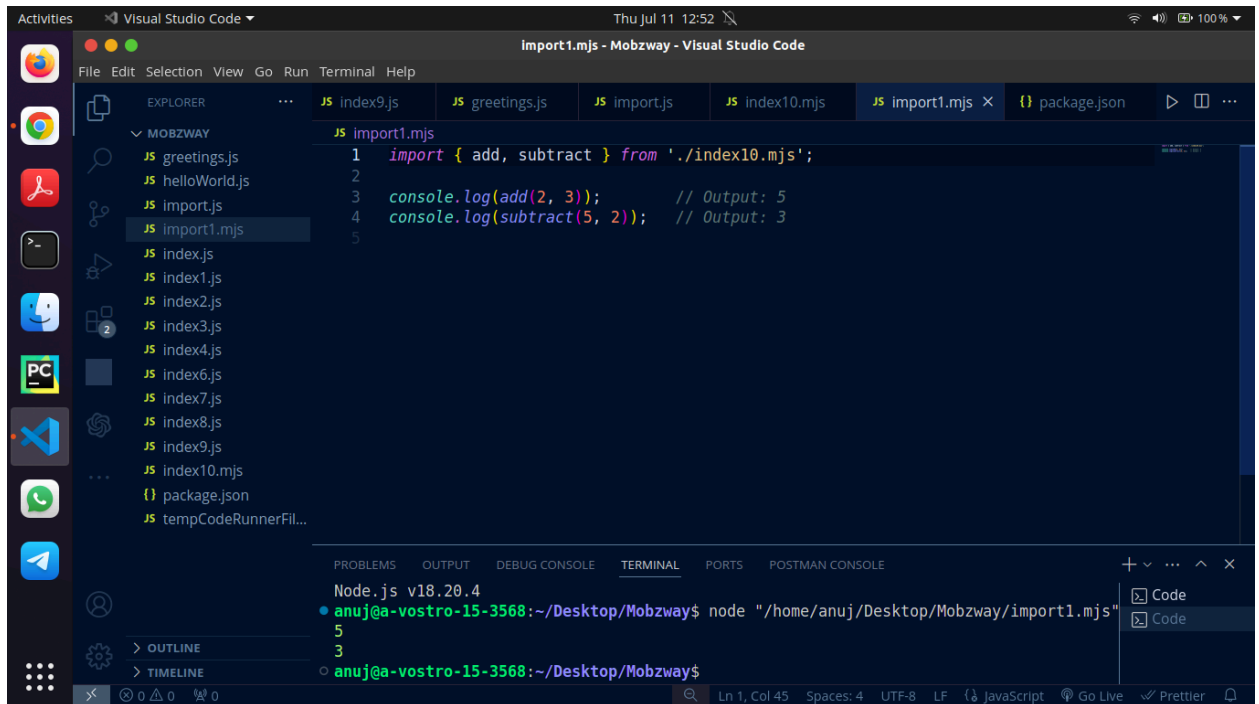 Activities
Visual Studio Code
Thu Jul 11 12:52
100 %
import1.mjs - Mobzway - Visual Studio Code
File Edit Selection View Go Run Terminal Help
EXPLORER
JS index9.js
JS greetings.js
JS import.js
JS index10.mjs
JS import1.mjs
{} package.json
MOBZWAY
JS greetings.js
JS helloWorld.js
JS import.js
JS import1.mjs
JS index.js
JS index1.js
JS index2.js
JS index3.js
JS index4.js
JS index6.js
JS index7.js
JS index8.js
JS index9.js
JS index10.mjs
{} package.json
JS tempCodeRunnerFil...
OUTLINE
TIMELINE
2
PC
JS import1.mjs
1 import { add, subtract } from './index10.mjs';
2
3 console.log(add(2, 3)); // Output: 5
4 console.log(subtract(5, 2)); // Output: 3
5
PROBLEMS OUTPUT DEBUG CONSOLE TERMINAL PORTS POSTMAN CONSOLE
Node.js v18.20.4
anuj@a-vostro-15-3568:~/Desktop/Mobzway$ node "/home/anuj/Desktop/Mobzway/import1.mjs"
5
3
anuj@a-vostro-15-3568:~/Desktop/Mobzway$
Code
Code
0 0 0 Ln 1, Col 45 Spaces: 4 UTF-8 LF JavaScript Go Live Prettier